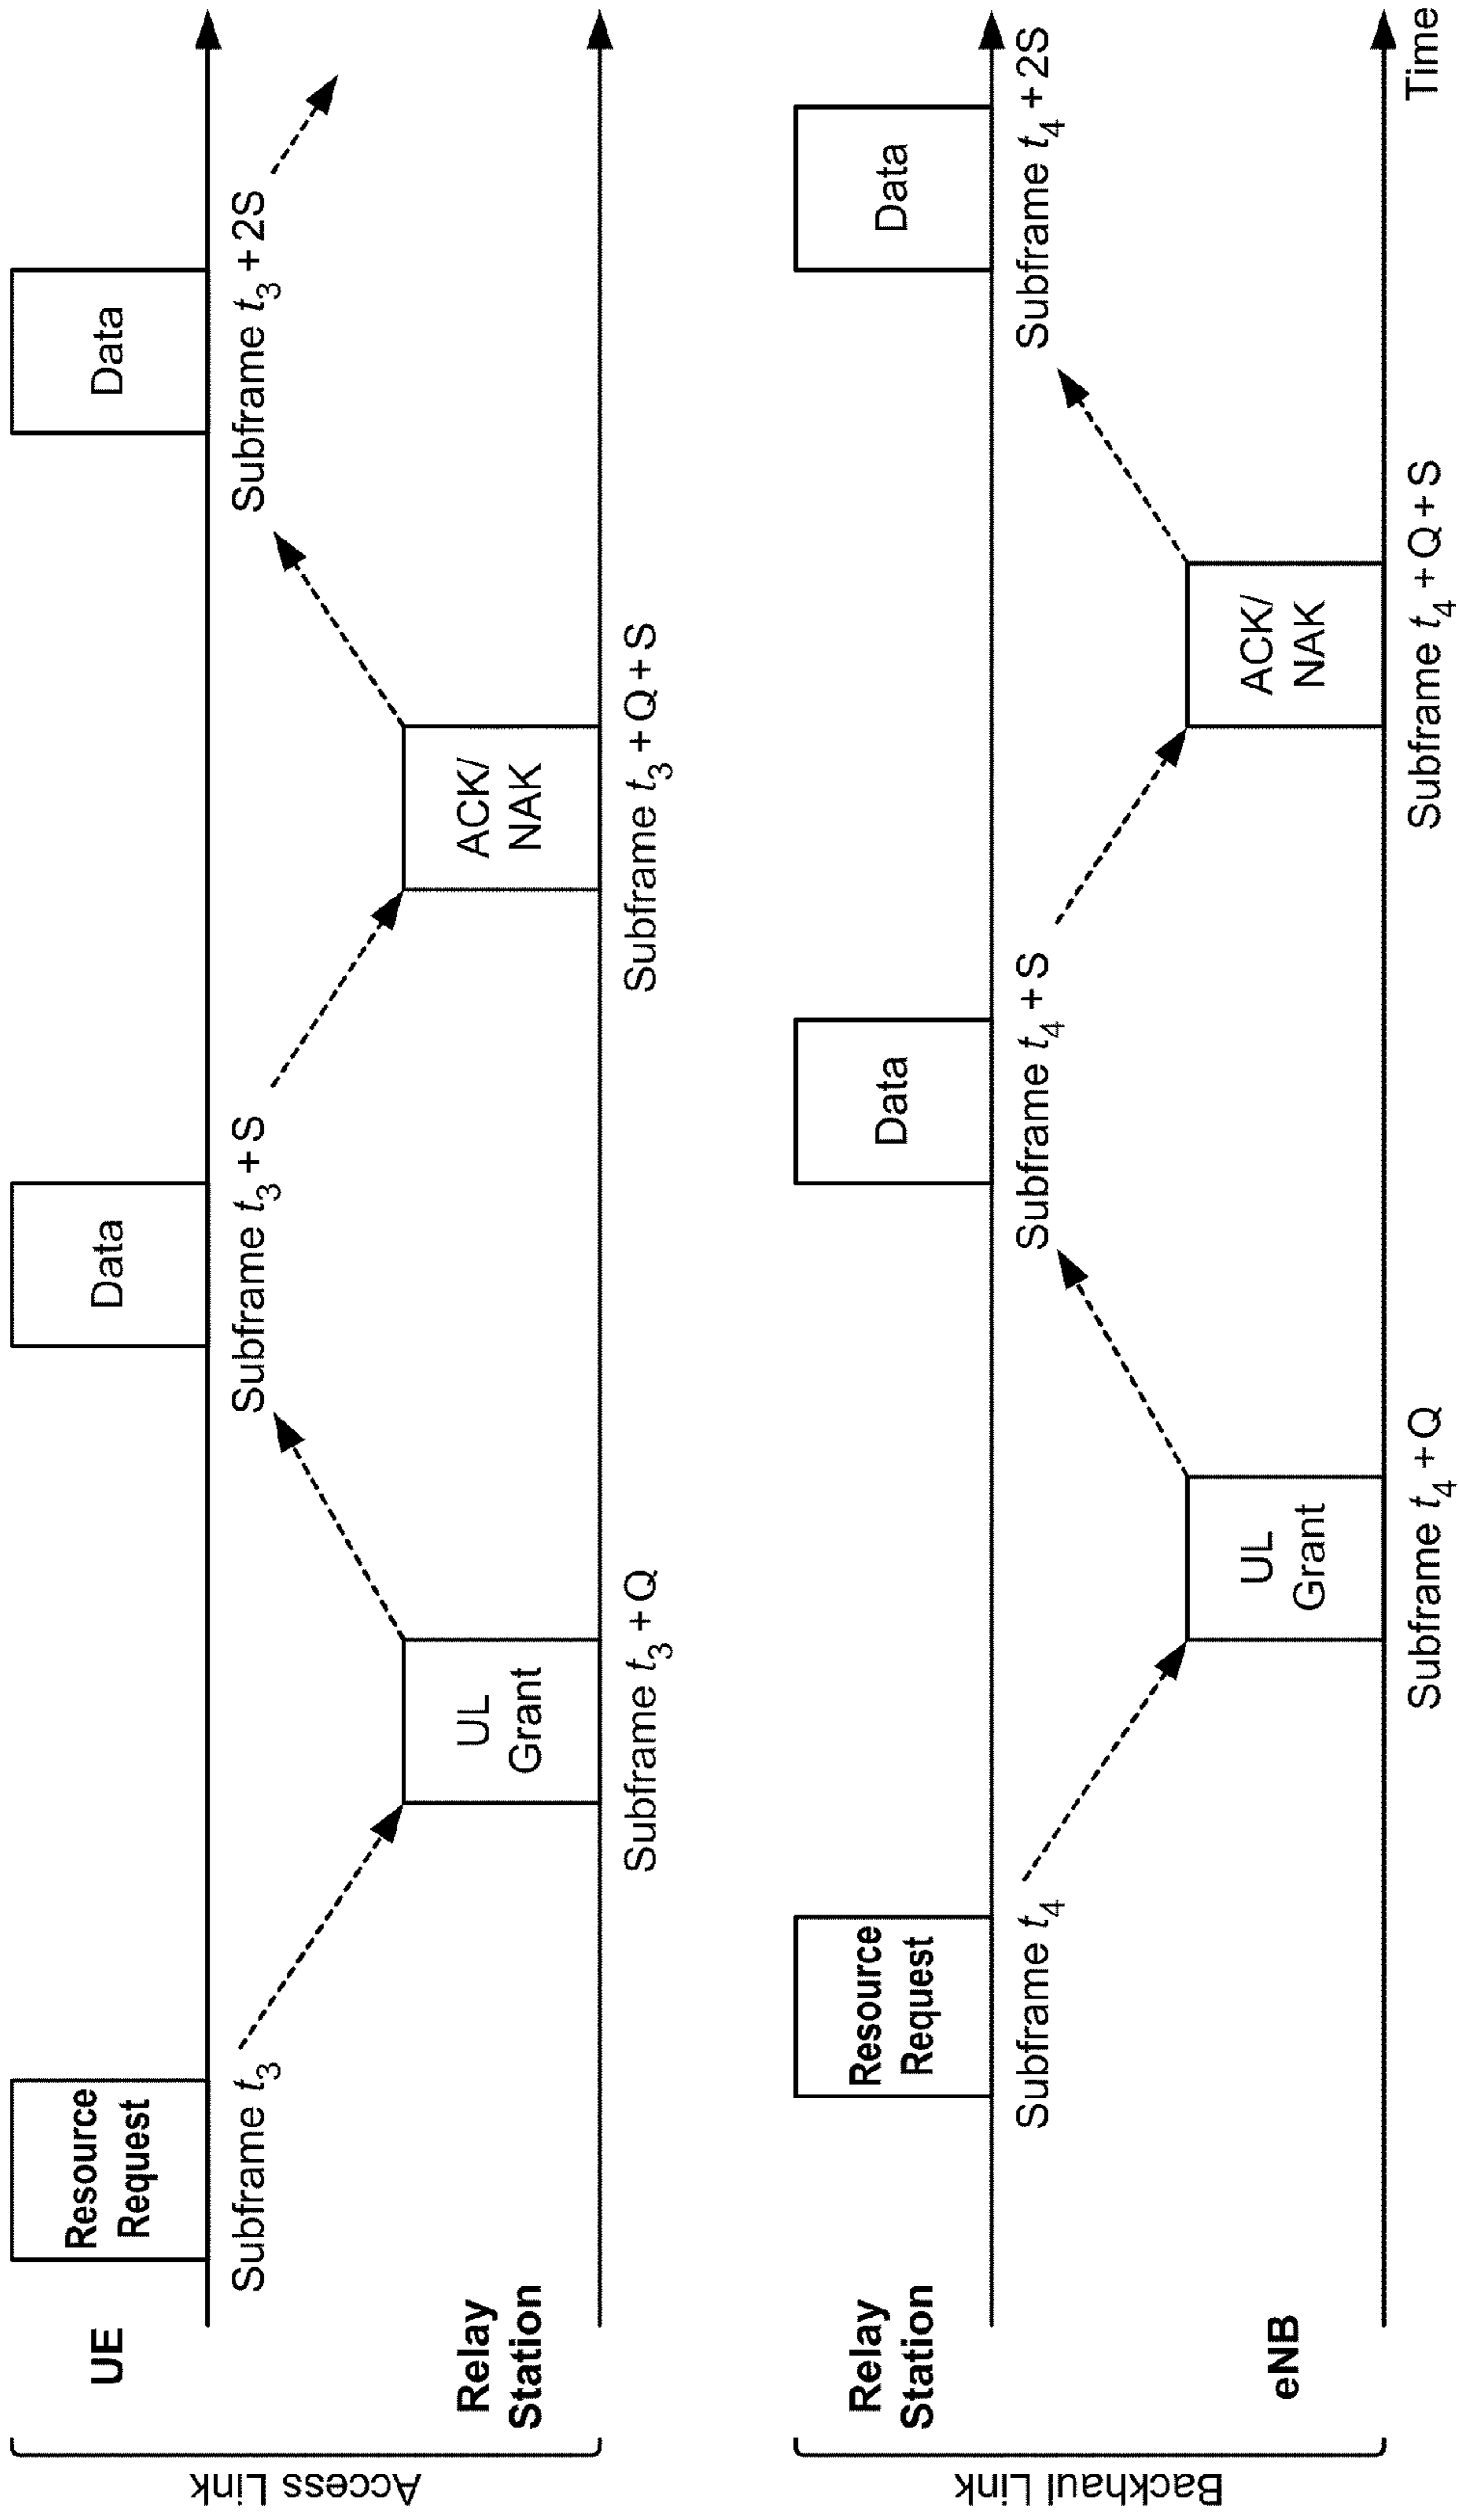 Access Link
UE
Resource
Request
Data
Data
Subframe t3
Subframe t3 + S
Subframe t3 + 2S
Relay
Station
UL
Grant
ACK/
NAK
Subframe t3 + Q
Subframe t3 + Q + S
Backhaul Link
Relay
Station
Resource
Request
Data
Data
Subframe t4
Subframe t4 + S
Subframe t4 + 2S
eNB
UL
Grant
ACK/
NAK
Subframe t4 + Q
Subframe t4 + Q + S
Time